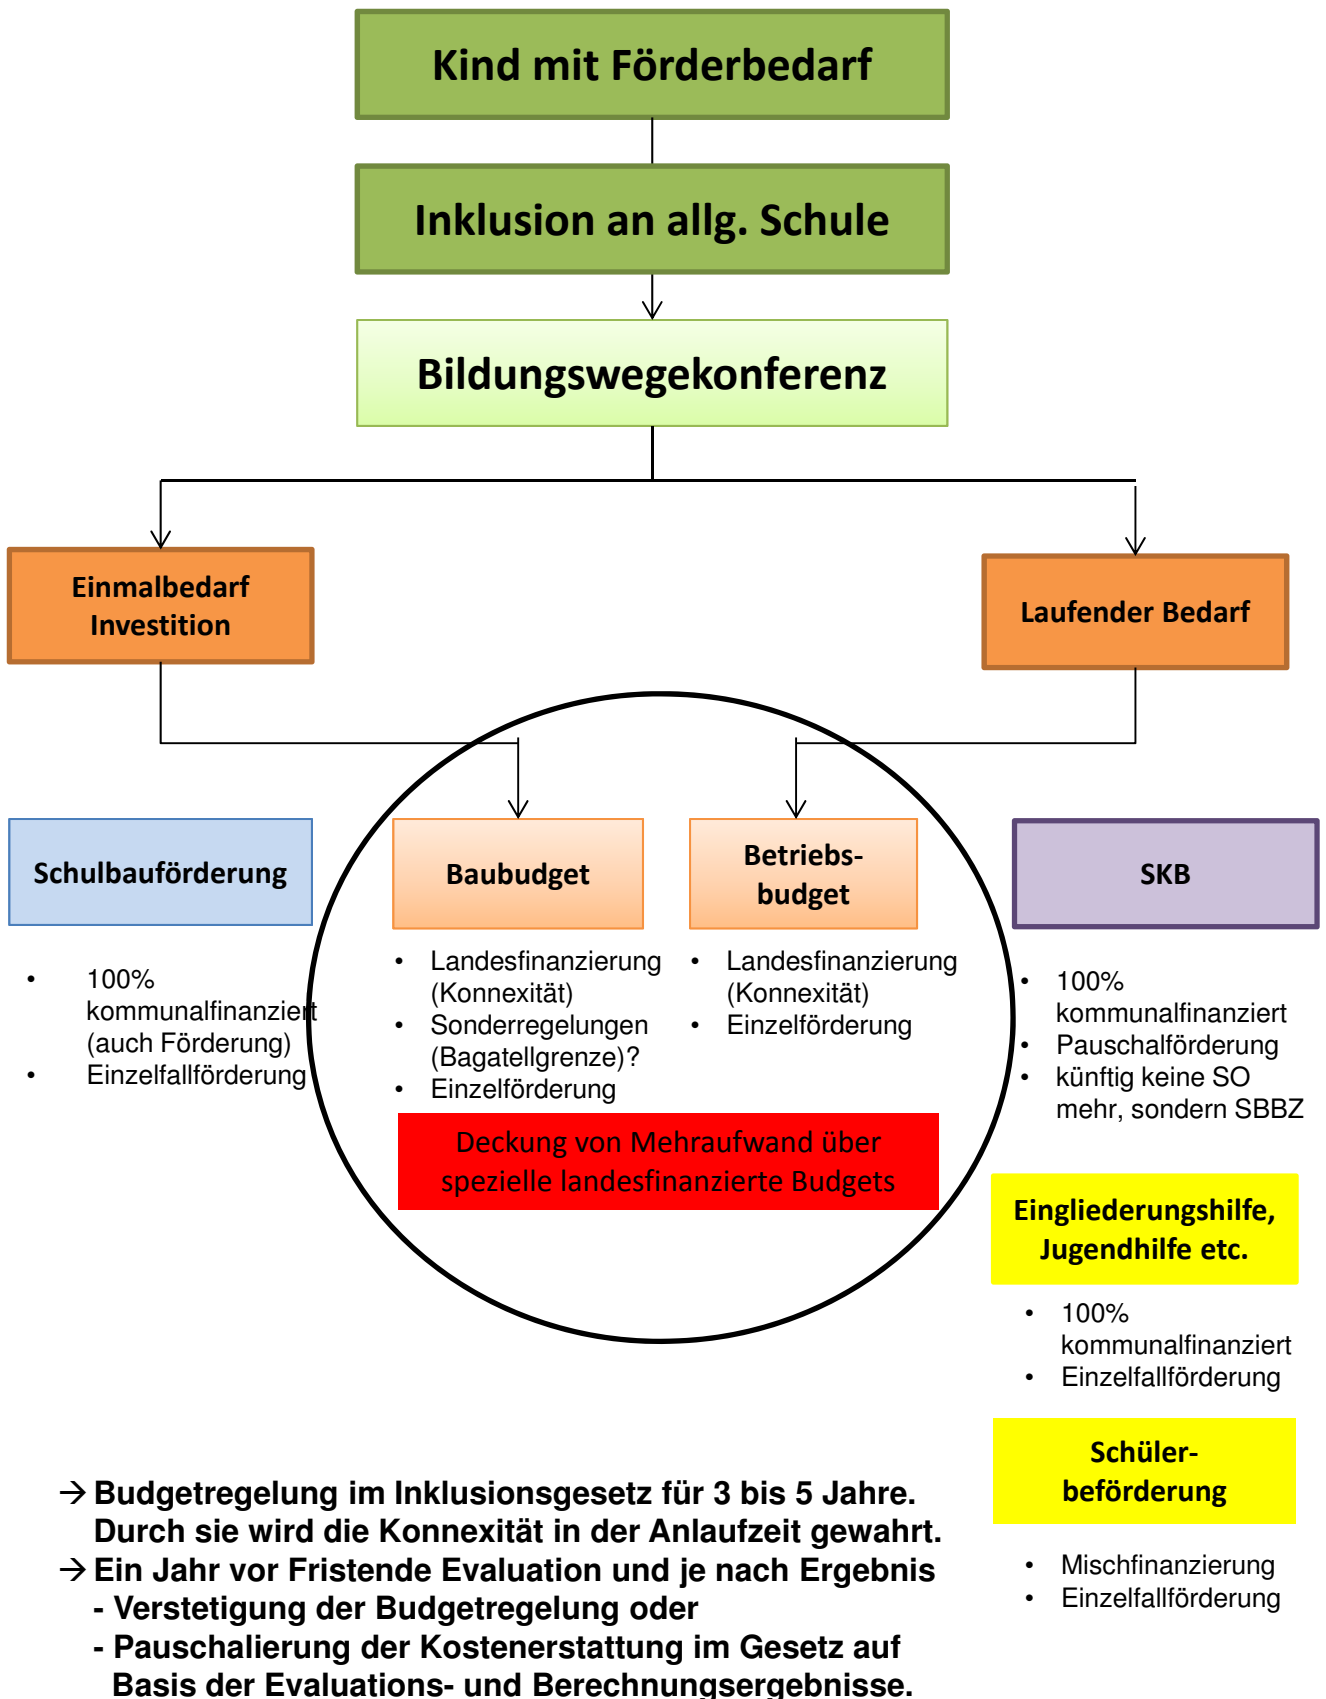 Kind mit Förderbedarf
Inklusion an allg. Schule
Bildungswegekonferenz
Einmalbedarf
Investition
Laufender Bedarf
Schulbauförderung
• 100%
kommunalfinanziert
(auch Förderung)
• Einzelfallförderung
Baubudget
• Landesfinanzierung
(Konnexität)
• Sonderregelungen
(Bagatellgrenze)?
• Einzelförderung
Betriebs-
budget
• Landesfinanzierung
(Konnexität)
• Einzelförderung
Deckung von Mehraufwand über
spezielle landesfinanzierte Budgets
SKB
• 100%
kommunalfinanziert
• Pauschalförderung
• künftig keine SO
mehr, sondern SBBZ
Eingliederungshilfe,
Jugendhilfe etc.
• 100%
kommunalfinanziert
• Einzelfallförderung
Schüler-
beförderung
• Mischfinanzierung
• Einzelfallförderung
→ Budgetregelung im Inklusionsgesetz für 3 bis 5 Jahre.
Durch sie wird die Konnexität in der Anlaufzeit gewahrt.
→ Ein Jahr vor Fristende Evaluation und je nach Ergebnis
- Verstetigung der Budgetregelung oder
- Pauschalierung der Kostenerstattung im Gesetz auf
Basis der Evaluations- und Berechnungsergebnisse.